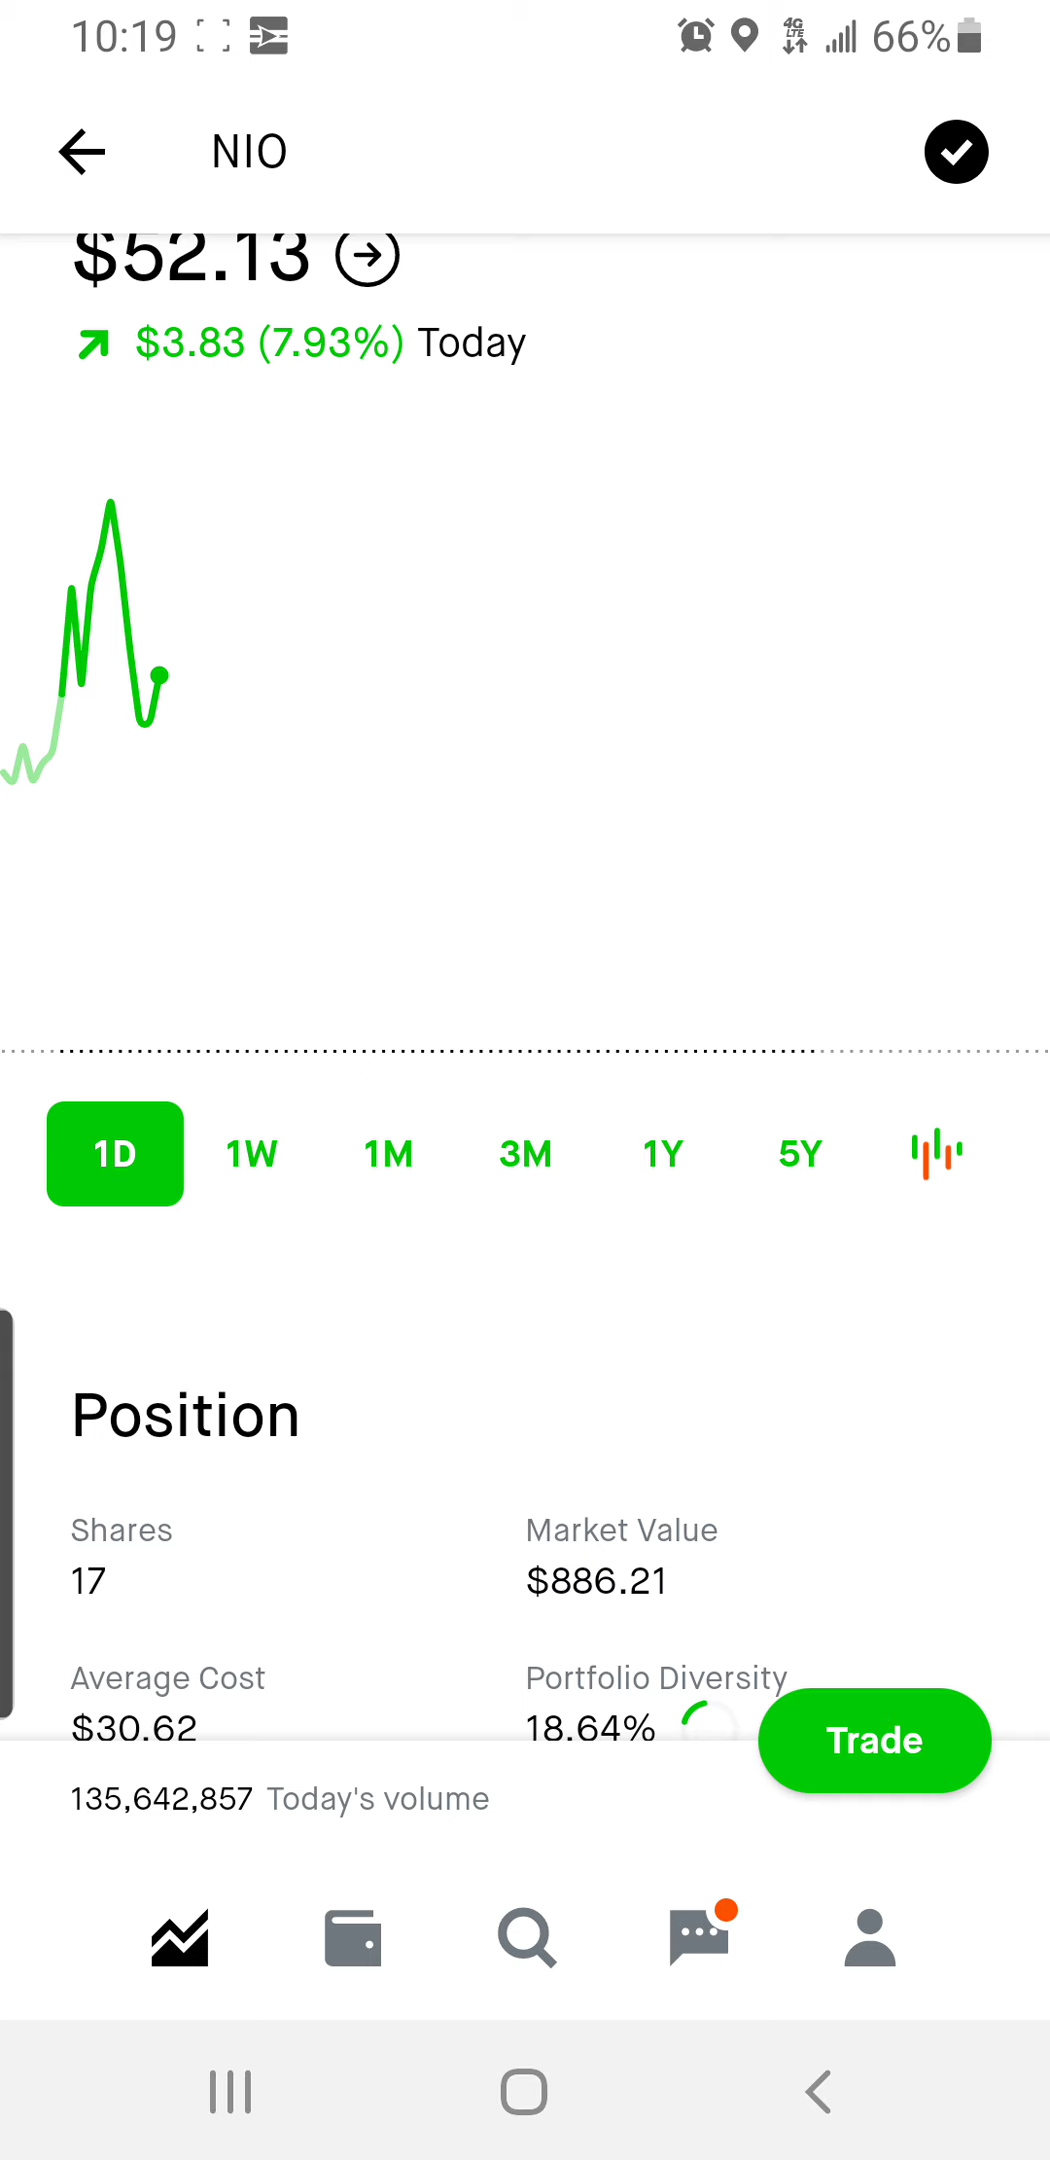 10:19 4G LTE 66%
NIO
$52.13
$3.83 (7.93%) Today
1D 1W 1M 3M 1Y 5Y
Position
Shares Market Value
17 $886.21
Average Cost Portfolio Diversity
$30.62 18.64%
Trade
135,642,857 Today's volume